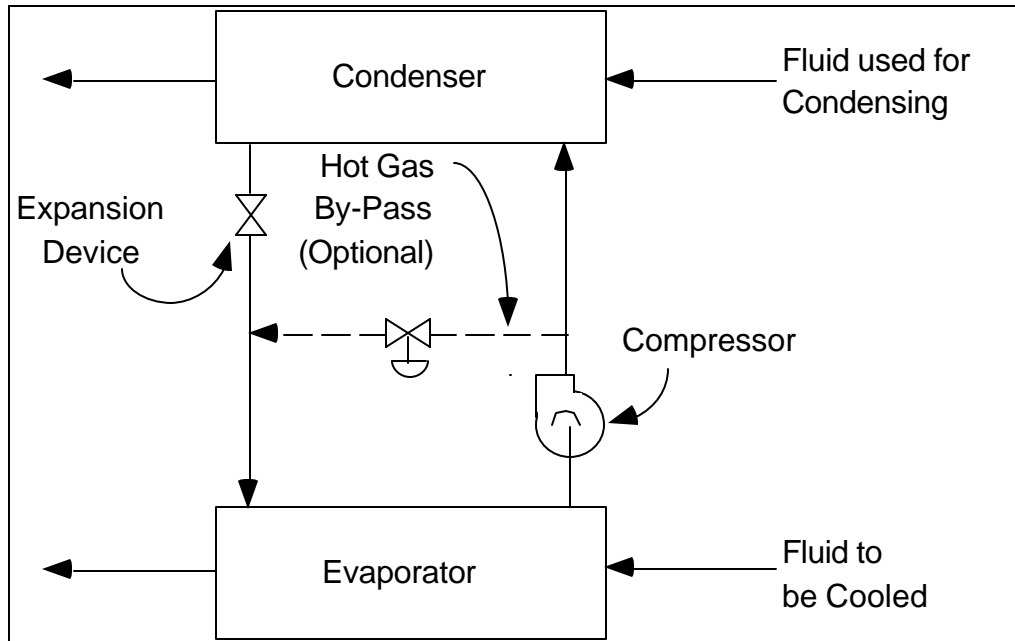 Condenser
Fluid used for
Condensing
Hot Gas
By-Pass
(Optional)
Expansion
Device
Compressor
Evaporator
Fluid to
be Cooled